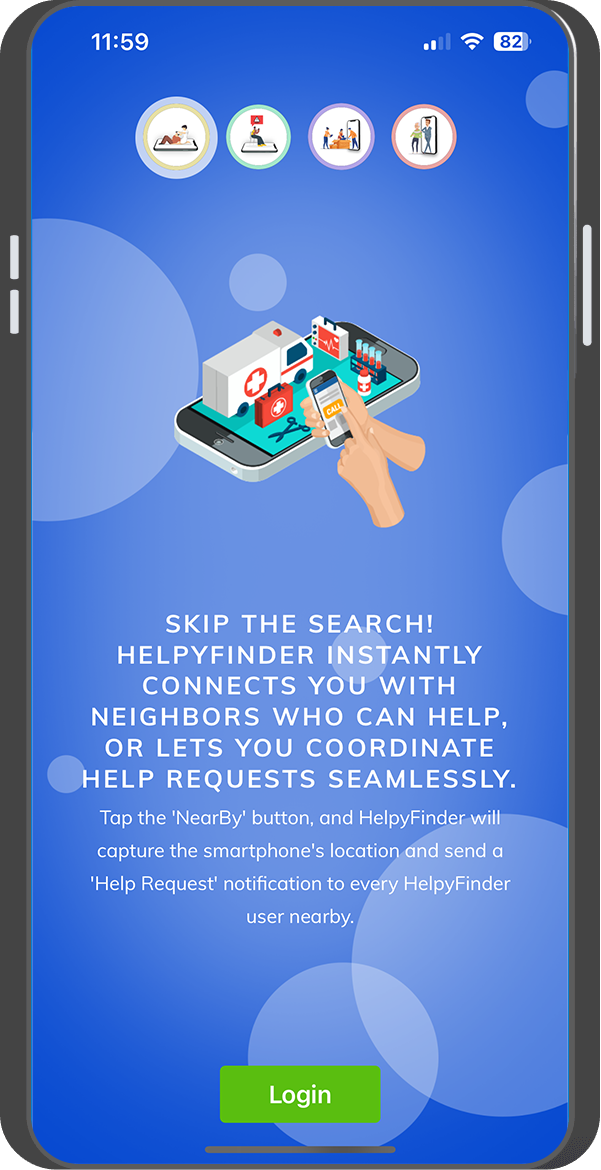 11:59 82
CALL
SKIP THE SEARCH!
HELPYFINDER INSTANTLY
CONNECTS YOU WITH
NEIGHBORS WHO CAN HELP,
OR LETS YOU COORDINATE
HELP REQUESTS SEAMLESSLY.
Tap the 'NearBy' button, and HelpyFinder will
capture the smartphone's location and send a
'Help Request' notification to every HelpyFinder
user nearby.
Login